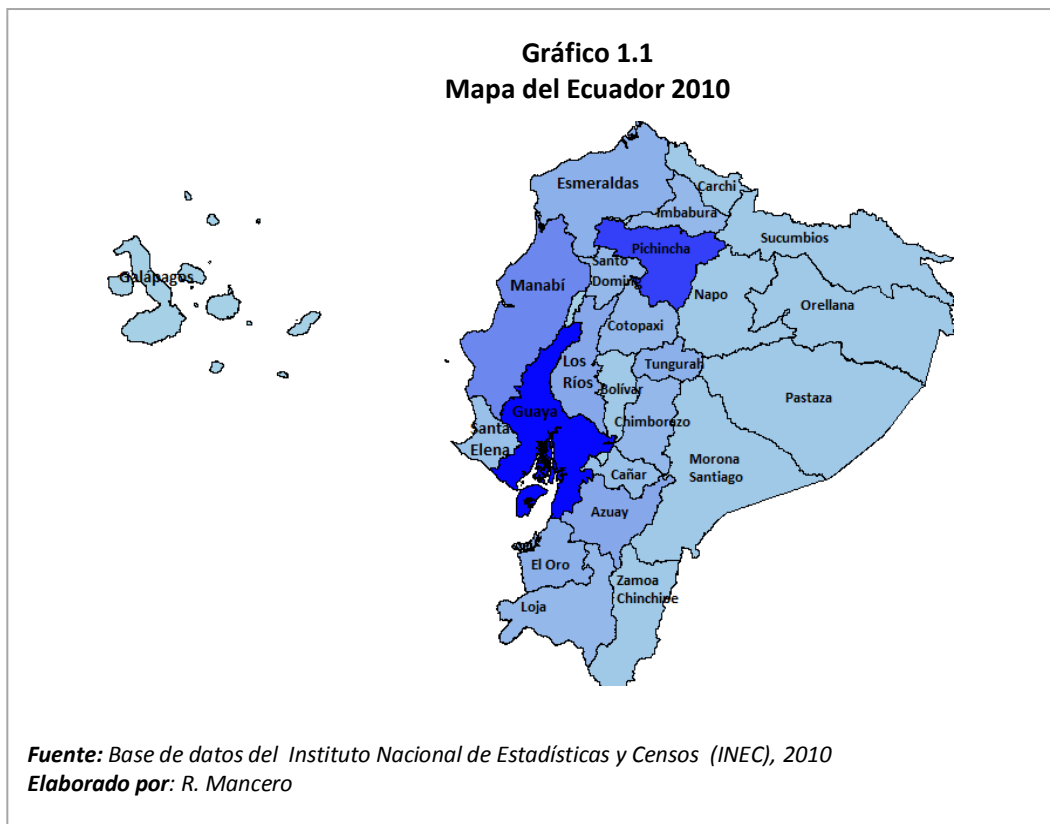 Gráfico 1.1
Mapa del Ecuador 2010
Esmeraldas
Carchi
Imbabura
Sucumbios
Pichincha
Santo
Doming
Galápagos
Manabí
Napo
Orellana
Cotopaxi
Los
Ríos
Tungurah
Bolívar
Pastaza
Guaya
Chimborazo
Santa
Elena
Morona
Santiago
Cañar
Azuay
El Oro
Zamoa
Chinchipe
Loja
Fuente: Base de datos del Instituto Nacional de Estadísticas y Censos (INEC), 2010
Elaborado por: R. Mancero